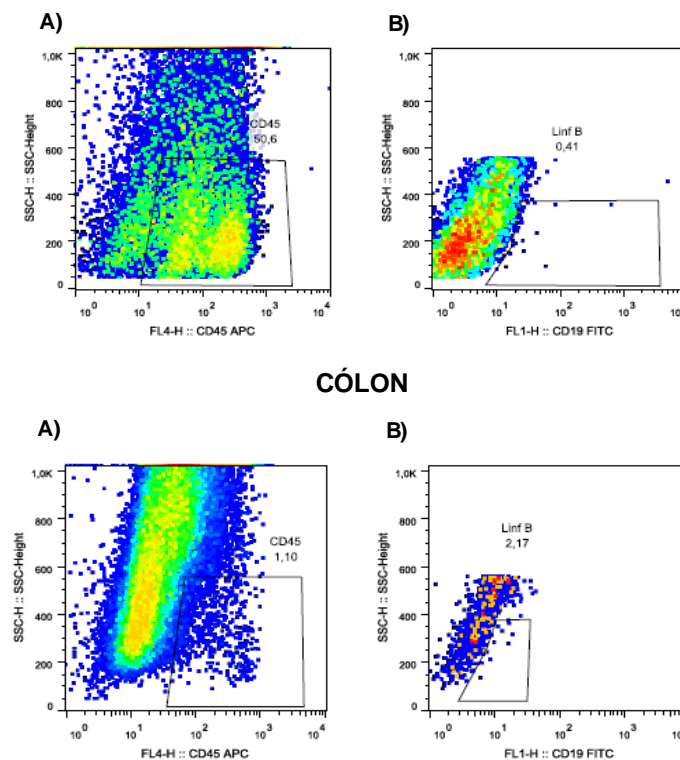 A)
B)
1,0K
800
600
400
200
0
SSC-H :: SSC-Height
CD45
50,6
10^0
10^1
10^2
10^3
10^4
FL4-H :: CD45 APC
1,0K
800
600
400
200
0
SSC-H :: SSC-Height
Linf B
0,41
10^0
10^1
10^2
10^3
FL1-H :: CD19 FITC
CÓLON
A)
B)
1,0K
800
600
400
200
0
SSC-H :: SSC-Height
CD45
1,10
10^0
10^1
10^2
10^3
10^4
FL4-H :: CD45 APC
1,0K
800
600
400
200
0
SSC-H :: SSC-Height
Linf B
2,17
10^0
10^1
10^2
10^3
FL1-H :: CD19 FITC